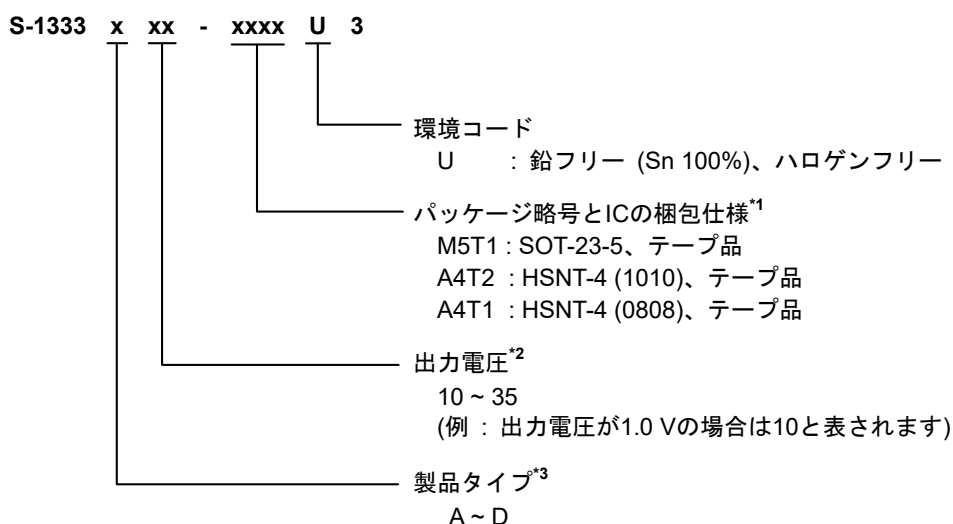 S-1333 x xx - xxxx U 3
環境コード
U : 鉛フリー (Sn 100%)、ハロゲンフリー
パッケージ略号とICの梱包仕様*1
M5T1 : SOT-23-5、テープ品
A4T2 : HSNT-4 (1010)、テープ品
A4T1 : HSNT-4 (0808)、テープ品
出力電圧*2
10 ~ 35
(例 : 出力電圧が1.0 Vの場合は10と表されます)
製品タイプ*3
A ~ D